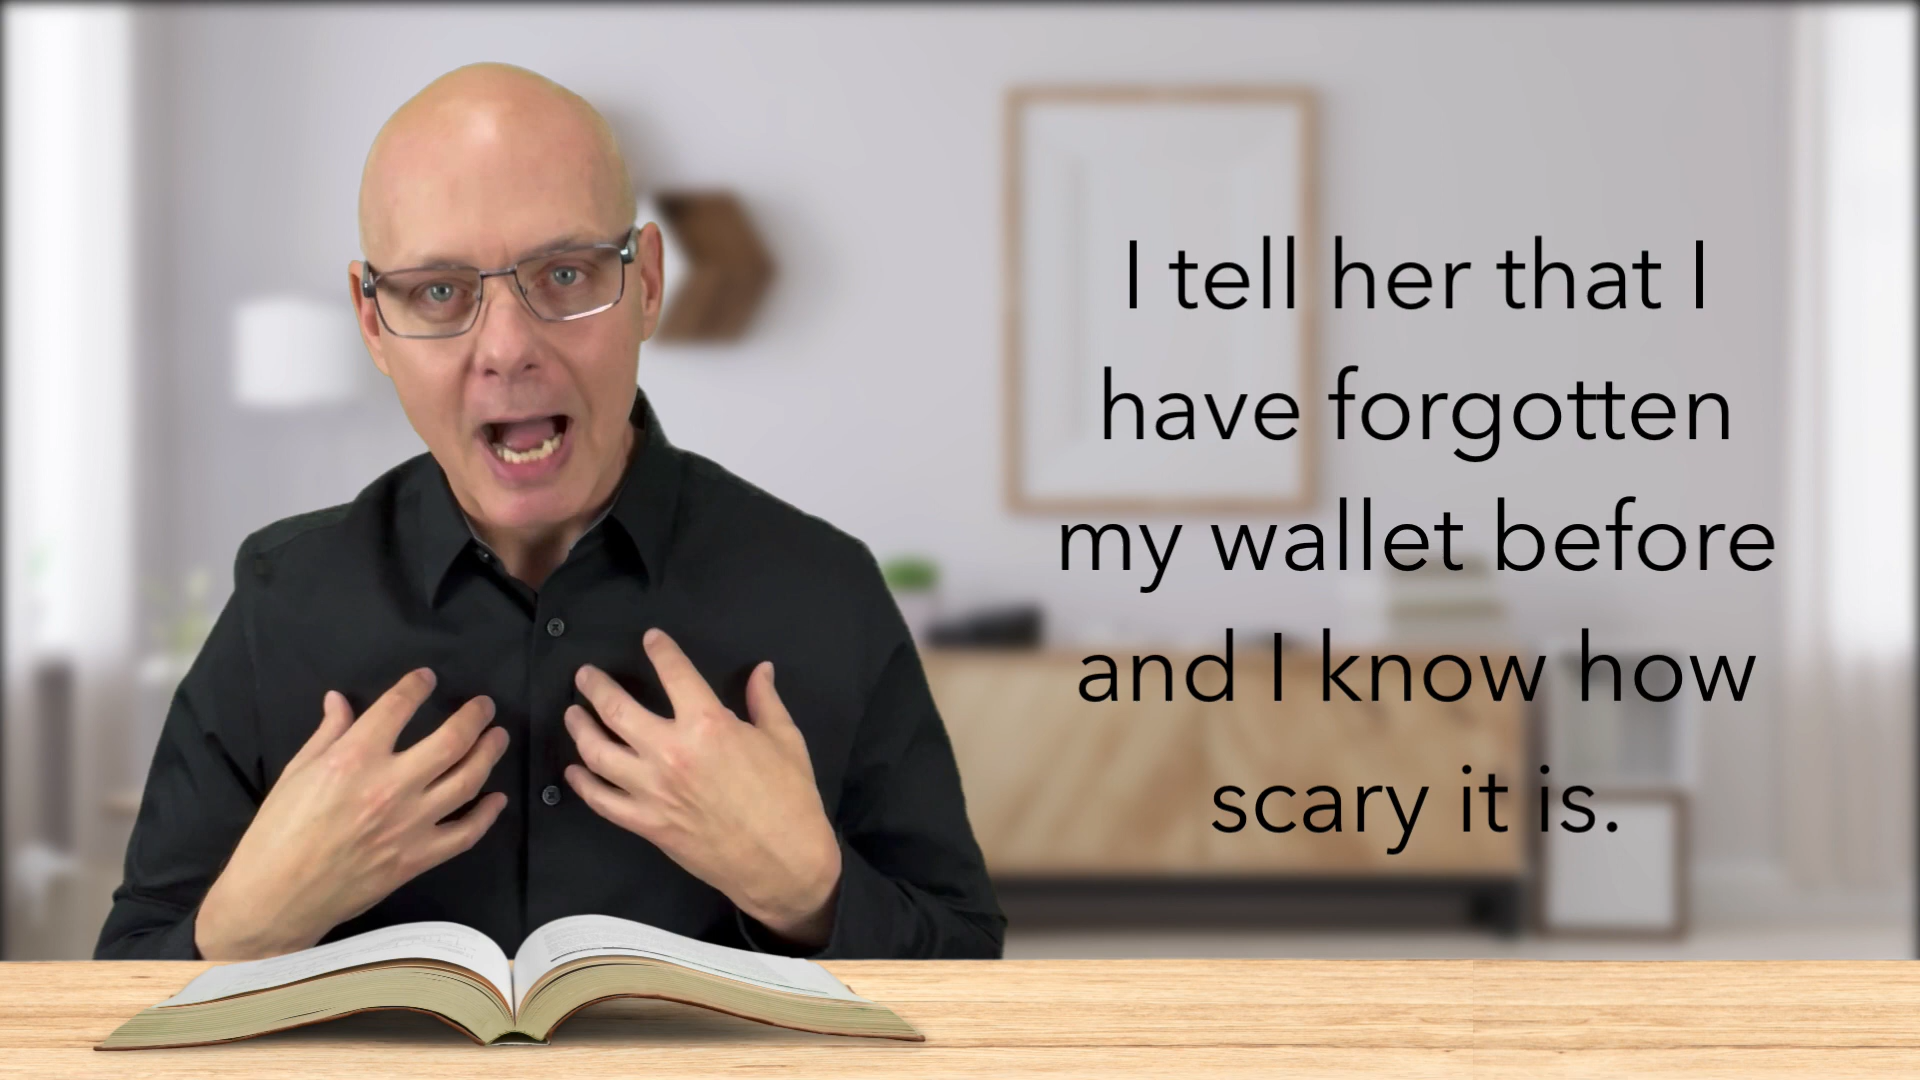 I tell her that I
have forgotten
my wallet before
and I know how
scary it is.